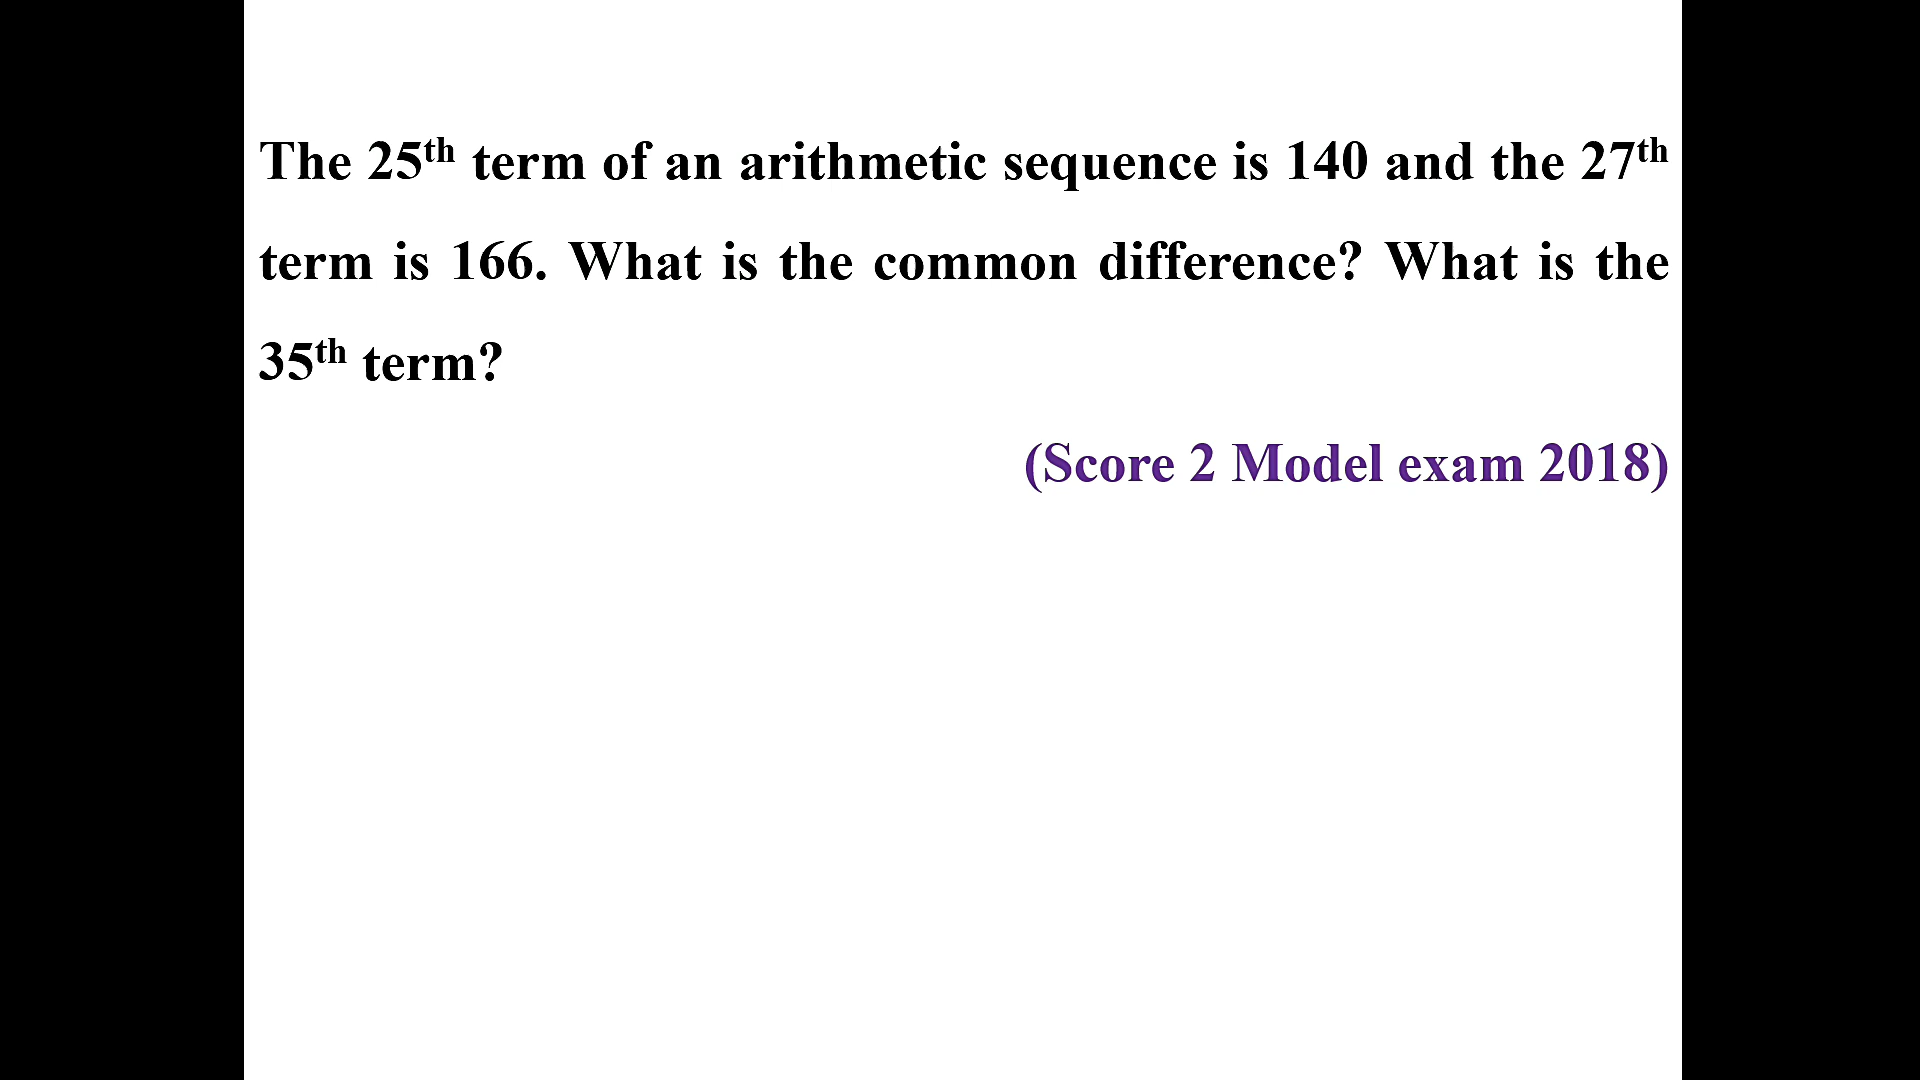 The 25th term of an arithmetic sequence is 140 and the 27th
term is 166. What is the common difference? What is the
35th term?
(Score 2 Model exam 2018)